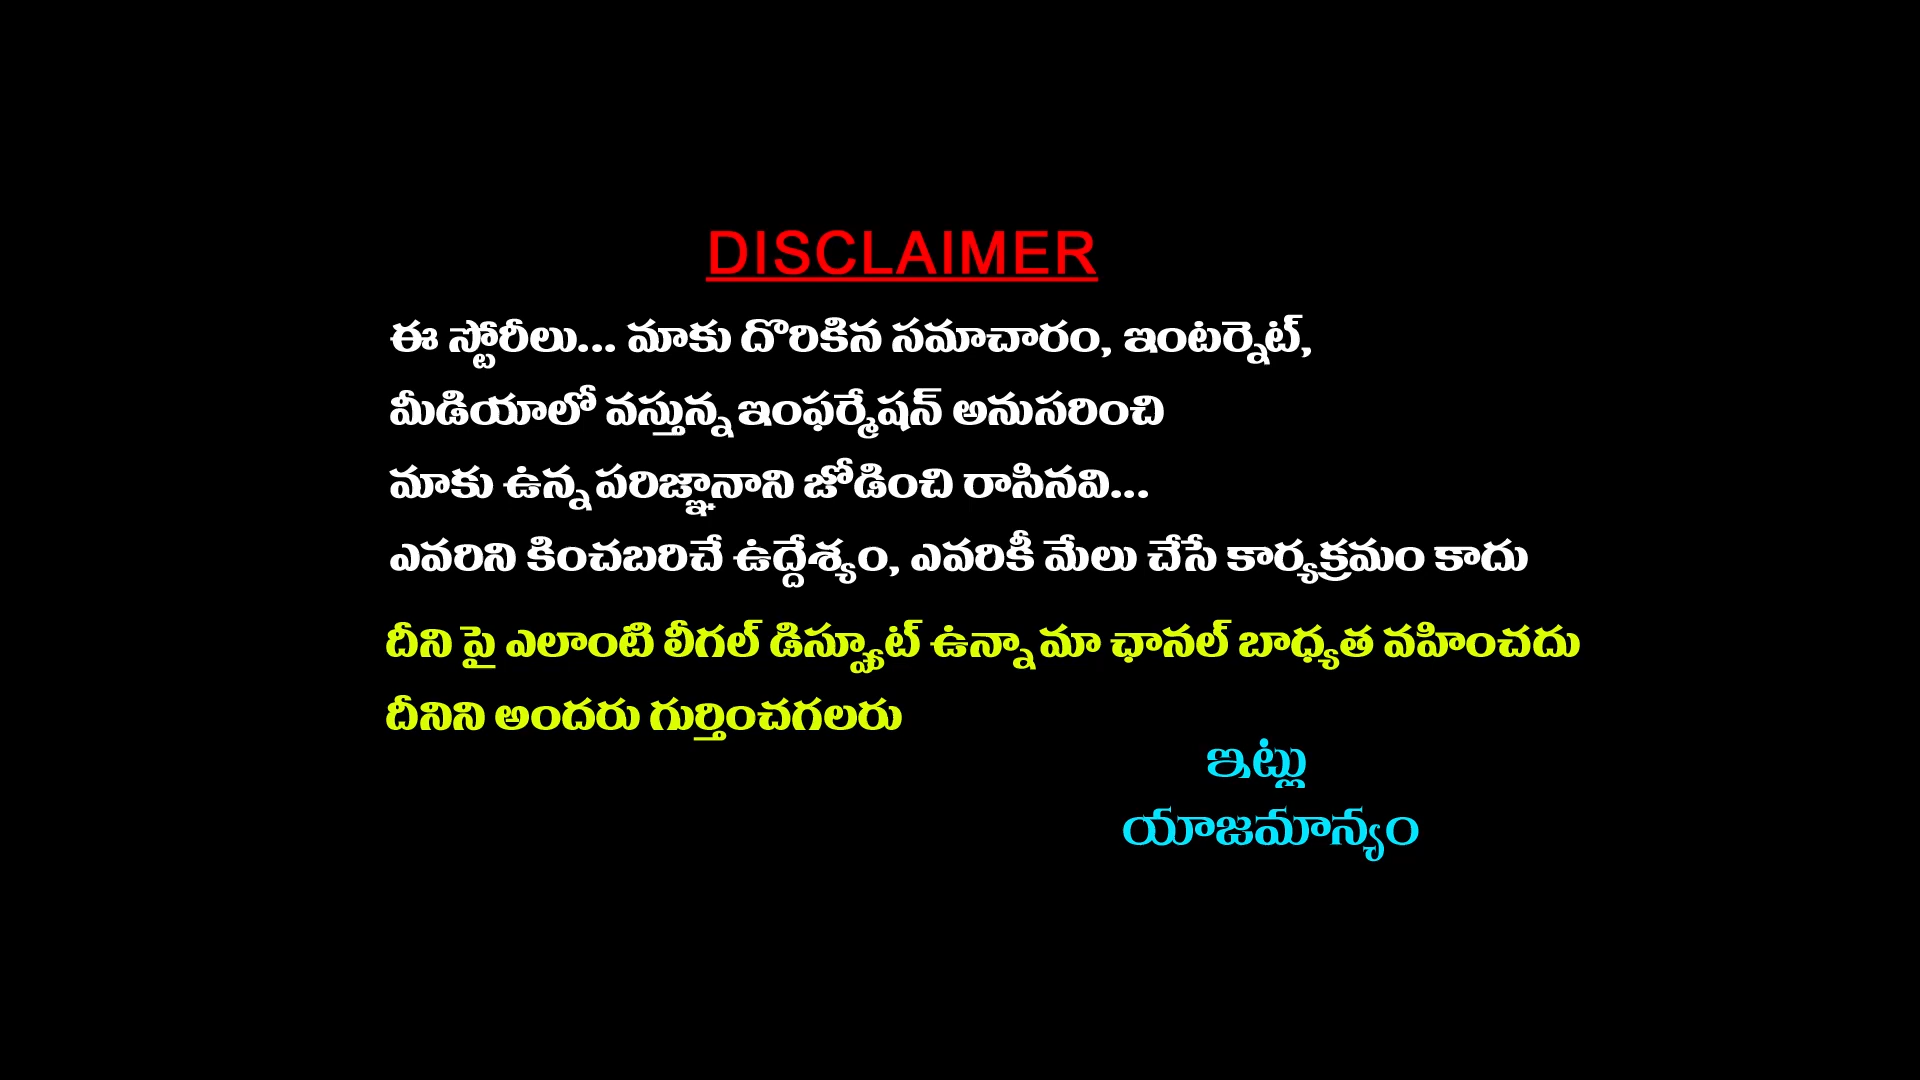 DISCLAIMER
ఈ స్టోరీలు... మాకు దొరికిన సమాచారం, ఇంటర్నెట్,
మీడియాలో వస్తున్న ఇంఫర్మేషన్ అనుసరించి
మాకు ఉన్న పరిజ్ఞానాని జోడించి రాసినవి...
ఎవరిని కించబరిచే ఉద్దేశ్యం, ఎవరికీ మేలు చేసే కార్యక్రమం కాదు
దీని పై ఎలాంటి లీగల్ డిస్ప్యూట్ ఉన్నా మా ఛానల్ బాధ్యత వహించదు
దీనిని అందరు గుర్తించగలరు
ఇట్లు
యాజమాన్యం